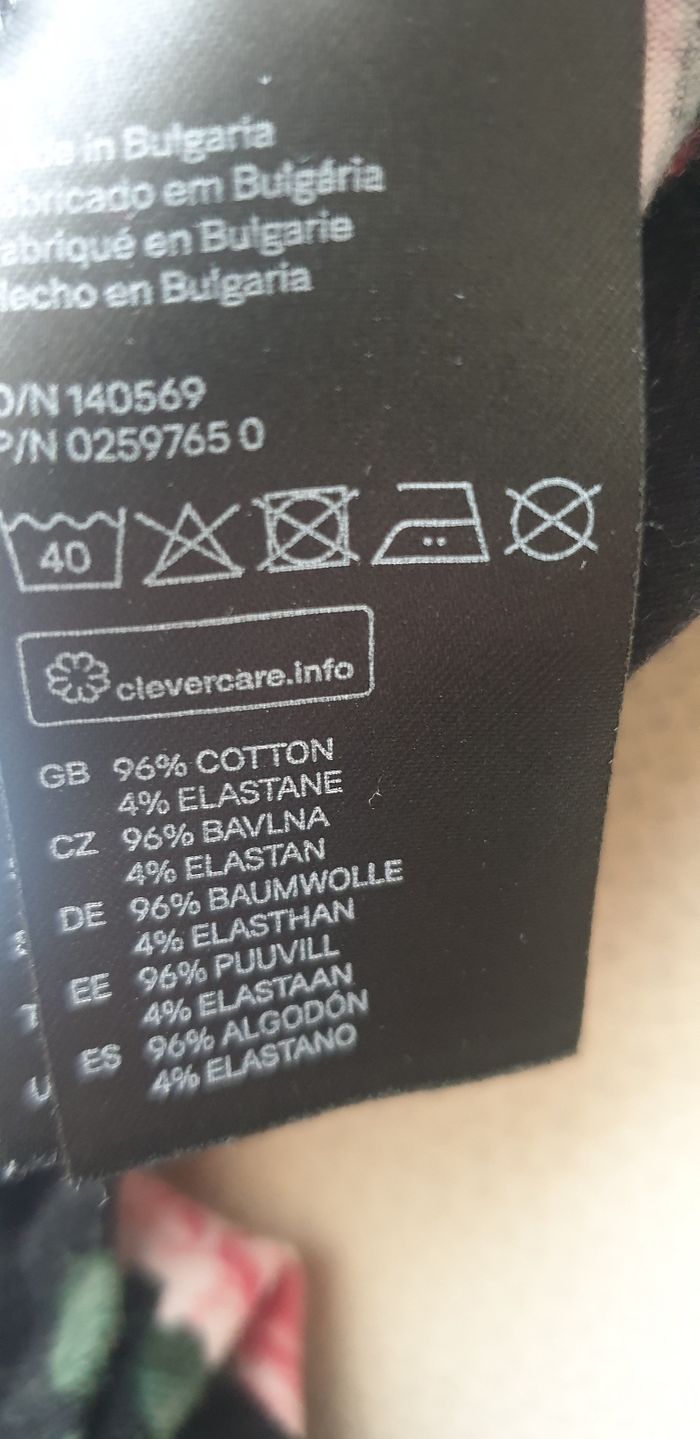 in Bulgaria
em Bulgária
en Bulgarie
en Bulgaria
140569
0259765 0
40
clevercare.info
GB 96% COTTON
4% ELASTANE
CZ 96% BAVLNA
4% ELASTAN
DE 96% BAUMWOLLE
4% ELASTHAN
EE 96% PUUVILL
4% ELASTAAN
ES 96% ALGODÓN
4% ELASTANO